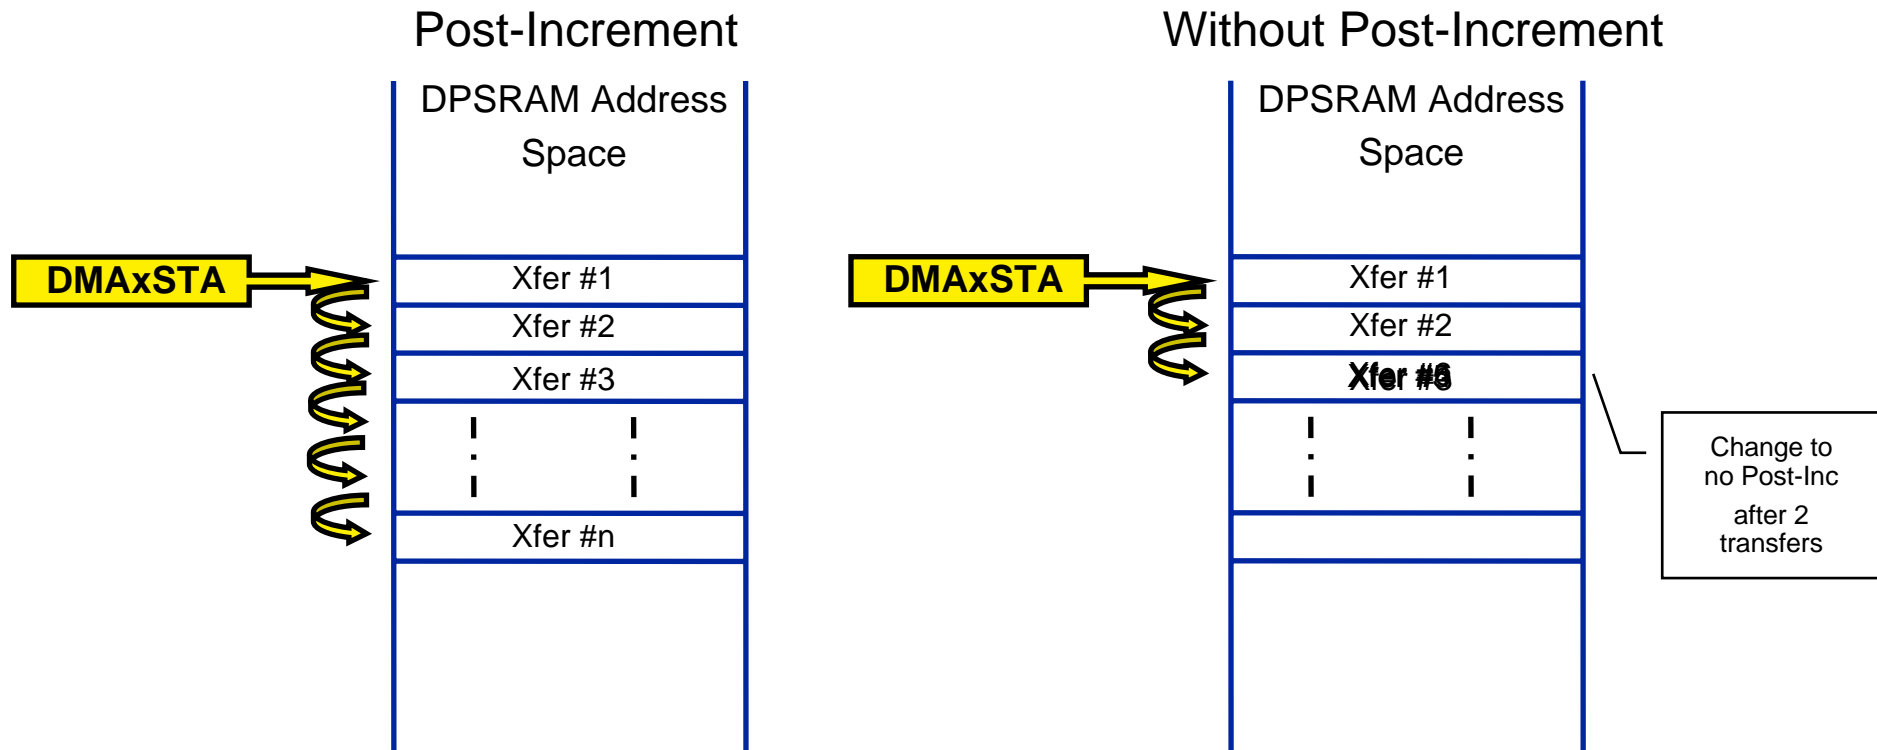 Post-Increment
DPSRAM Address
Space
DMAxSTA
Xfer #1
Xfer #2
Xfer #3
Xfer #n
Without Post-Increment
DPSRAM Address
Space
DMAxSTA
Xfer #1
Xfer #2
Xfer
Change to
no Post-Inc
after 2
transfers